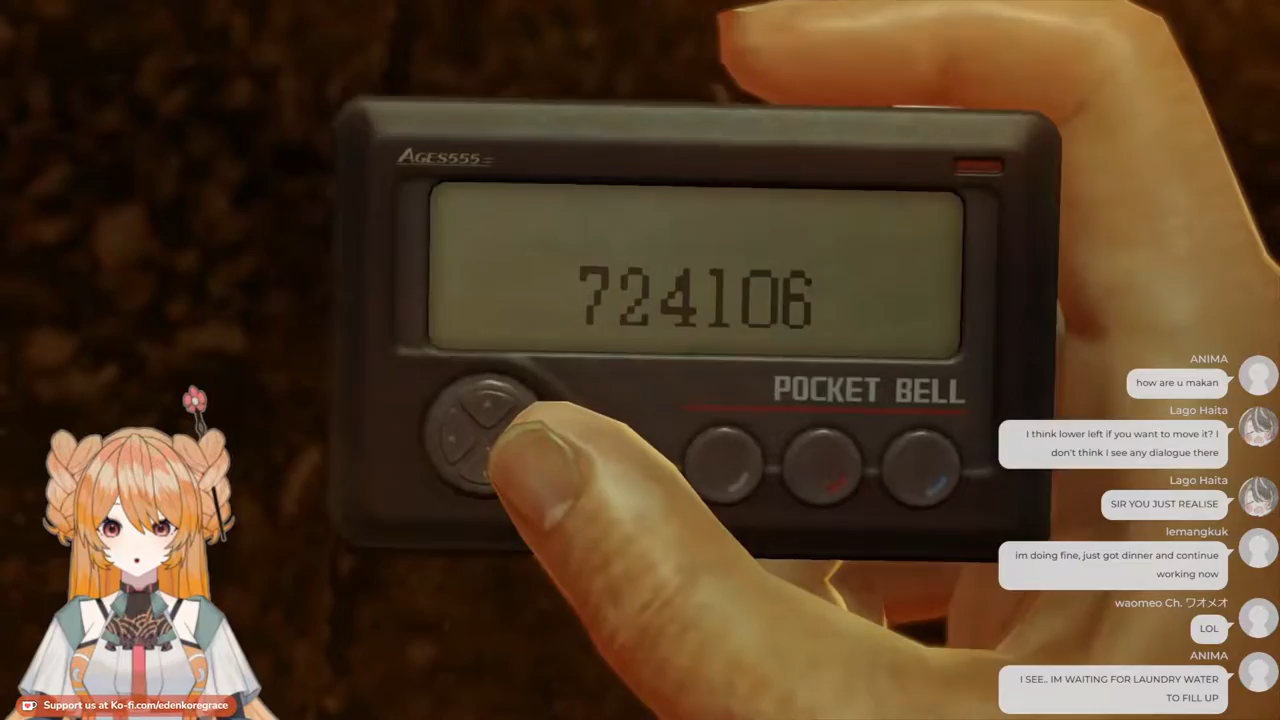 AGES555
724106
POCKET BELL
ANIMA
how are u makan
Lago Haita
I think lower left if you want to move it? I
don't think I see any dialogue there
Lago Haita
SIR YOU JUST REALISE
lemangkuk
im doing fine, just got dinner and continue
working now
waomeo Ch. ワオメオ
LOL
ANIMA
I SEE.. IM WAITING FOR LAUNDRY WATER
TO FILL UP
Support us at Ko-fi.com/edenkoregrace